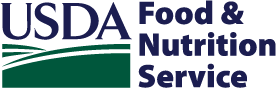 USDA
Food &
Nutrition
Service